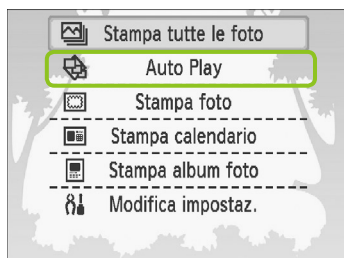 Stampa tutte le foto
Auto Play
Stampa foto
Stampa calendario
Stampa album foto
Modifica impostaz.